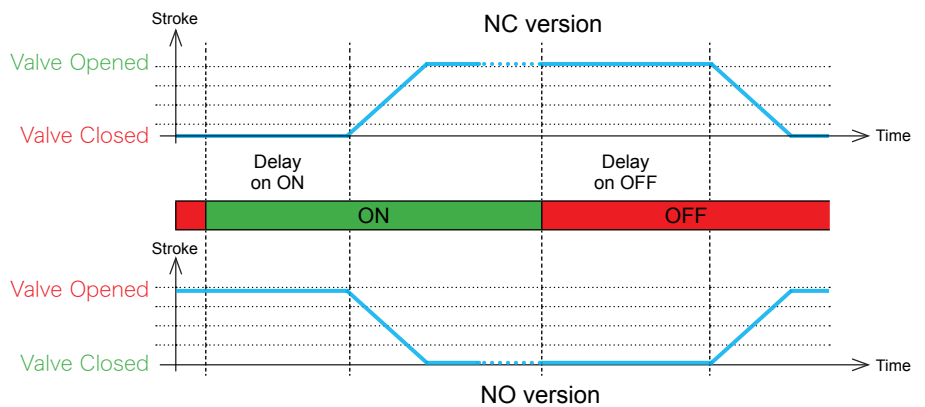 Stroke
NC version
Valve Opened
Valve Closed
Time
Delay
on ON
Delay
on OFF
ON
OFF
Stroke
Valve Opened
Valve Closed
Time
NO version